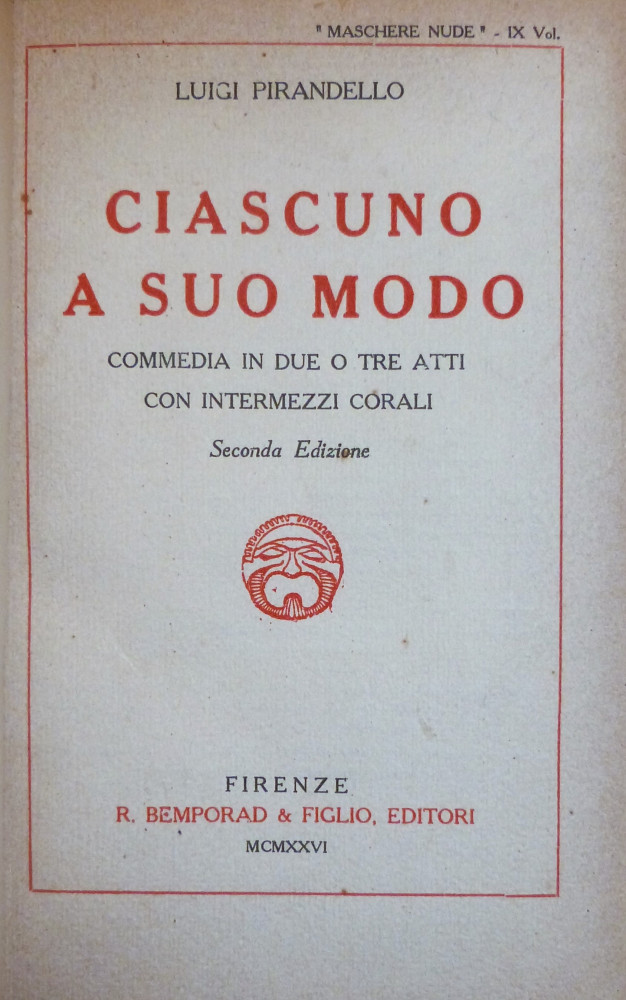 "MASCHERE NUDE" - IX Vol.
LUIGI PIRANDELLO
CIASCUNO
A SUO MODO
COMMEDIA IN DUE O TRE ATTI
CON INTERMEZZI CORALI
Seconda Edizione
FIRENZE
R. BEMPORAD & FIGLIO, EDITORI
MCMXXVI